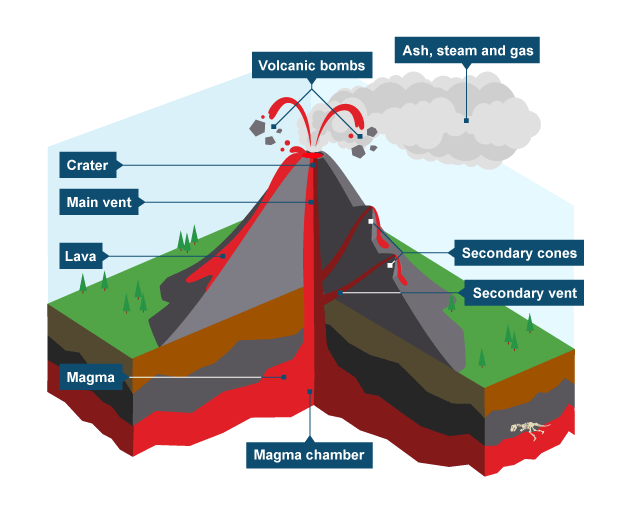 Ash, steam and gas
Volcanic bombs
Crater
Main vent
Lava
Secondary cones
Secondary vent
Magma
Magma chamber